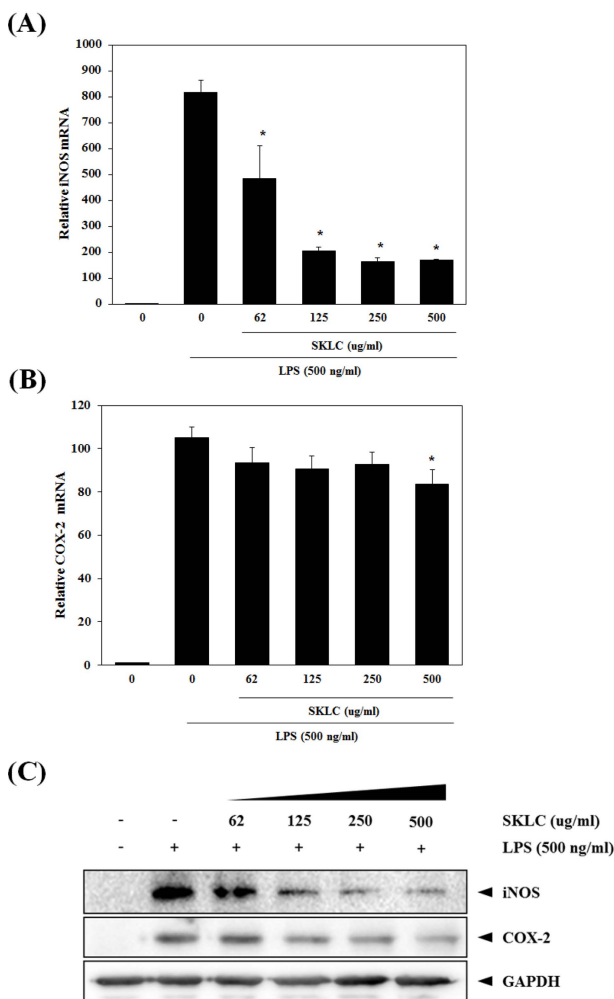 (A)
Relative iNOS mRNA
1000
900
800
700
600
500
400
300
200
100
0
*
*
*
*
0 0 62 125 250 500
SKLC (ug/ml)
LPS (500 ng/ml)
(B)
Relative COX-2 mRNA
120
100
80
60
40
20
0
*
0 0 62 125 250 500
SKLC (ug/ml)
LPS (500 ng/ml)
(C)
- - 62 125 250 500 SKLC (ug/ml)
- + + + + + LPS (500 ng/ml)
◄ iNOS
◄ COX-2
◄ GAPDH